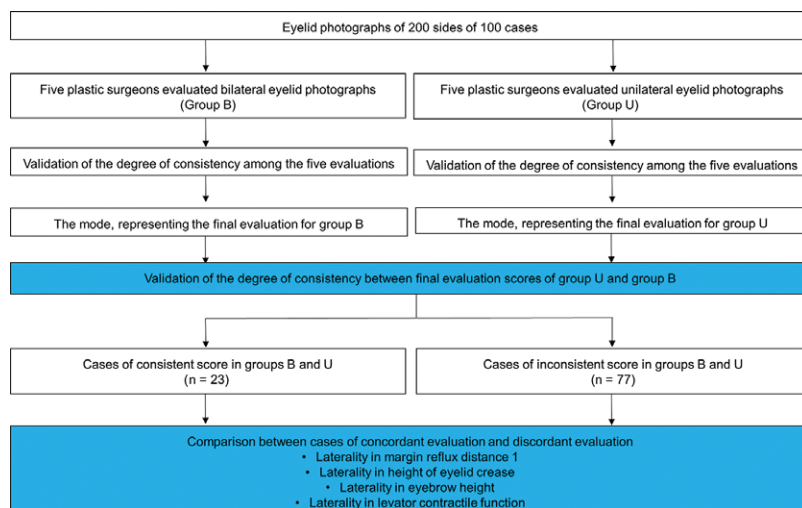 Eyelid photographs of 200 sides of 100 cases
Five plastic surgeons evaluated bilateral eyelid photographs
(Group B)
Five plastic surgeons evaluated unilateral eyelid photographs
(Group U)
Validation of the degree of consistency among the five evaluations
Validation of the degree of consistency among the five evaluations
The mode, representing the final evaluation for group B
The mode, representing the final evaluation for group U
Validation of the degree of consistency between final evaluation scores of group U and group B
Cases of consistent score in groups B and U
(n = 23)
Cases of inconsistent score in groups B and U
(n = 77)
Comparison between cases of concordant evaluation and discordant evaluation
• Laterality in margin reflux distance 1
• Laterality in height of eyelid crease
• Laterality in eyebrow height
• Laterality in levator contractile function